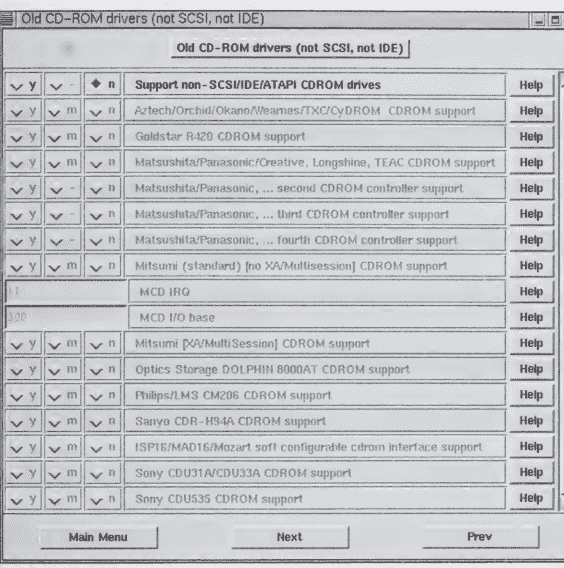 Old CD-ROM drivers (not SCSI, not IDE)
Old CD-ROM drivers (not SCSI, not IDE)
y - n Support non-SCSI/IDE/ATAPI CDROM drives Help
y m n Aztech/Orchid/Okano/Wearnes/TXC/CyDROM CDROM support Help
y m n Goldstar R420 CDROM support Help
y m n Matsushita/Panasonic/Creative, Longshine, TEAC CDROM support Help
y - n Matsushita/Panasonic, ... second CDROM controller support Help
y - n Matsushita/Panasonic, ... third CDROM controller support Help
y - n Matsushita/Panasonic, ... fourth CDROM controller support Help
y m n Mitsumi (standard) [no XA/Multisession] CDROM support Help
11 MCD IRQ Help
300 MCD I/O base Help
y m n Mitsumi [XA/MultiSession] CDROM support Help
y m n Optics Storage DOLPHIN 8000AT CDROM support Help
y m n Philips/LMS CM206 CDROM support Help
y m n Sanyo CDR-H94A CDROM support Help
y m n ISP16/MAD16/Mozart soft configurable cdrom interface support Help
y m n Sony CDU31A/CDU33A CDROM support Help
y m n Sony CDU535 CDROM support Help
Main Menu Next Prev